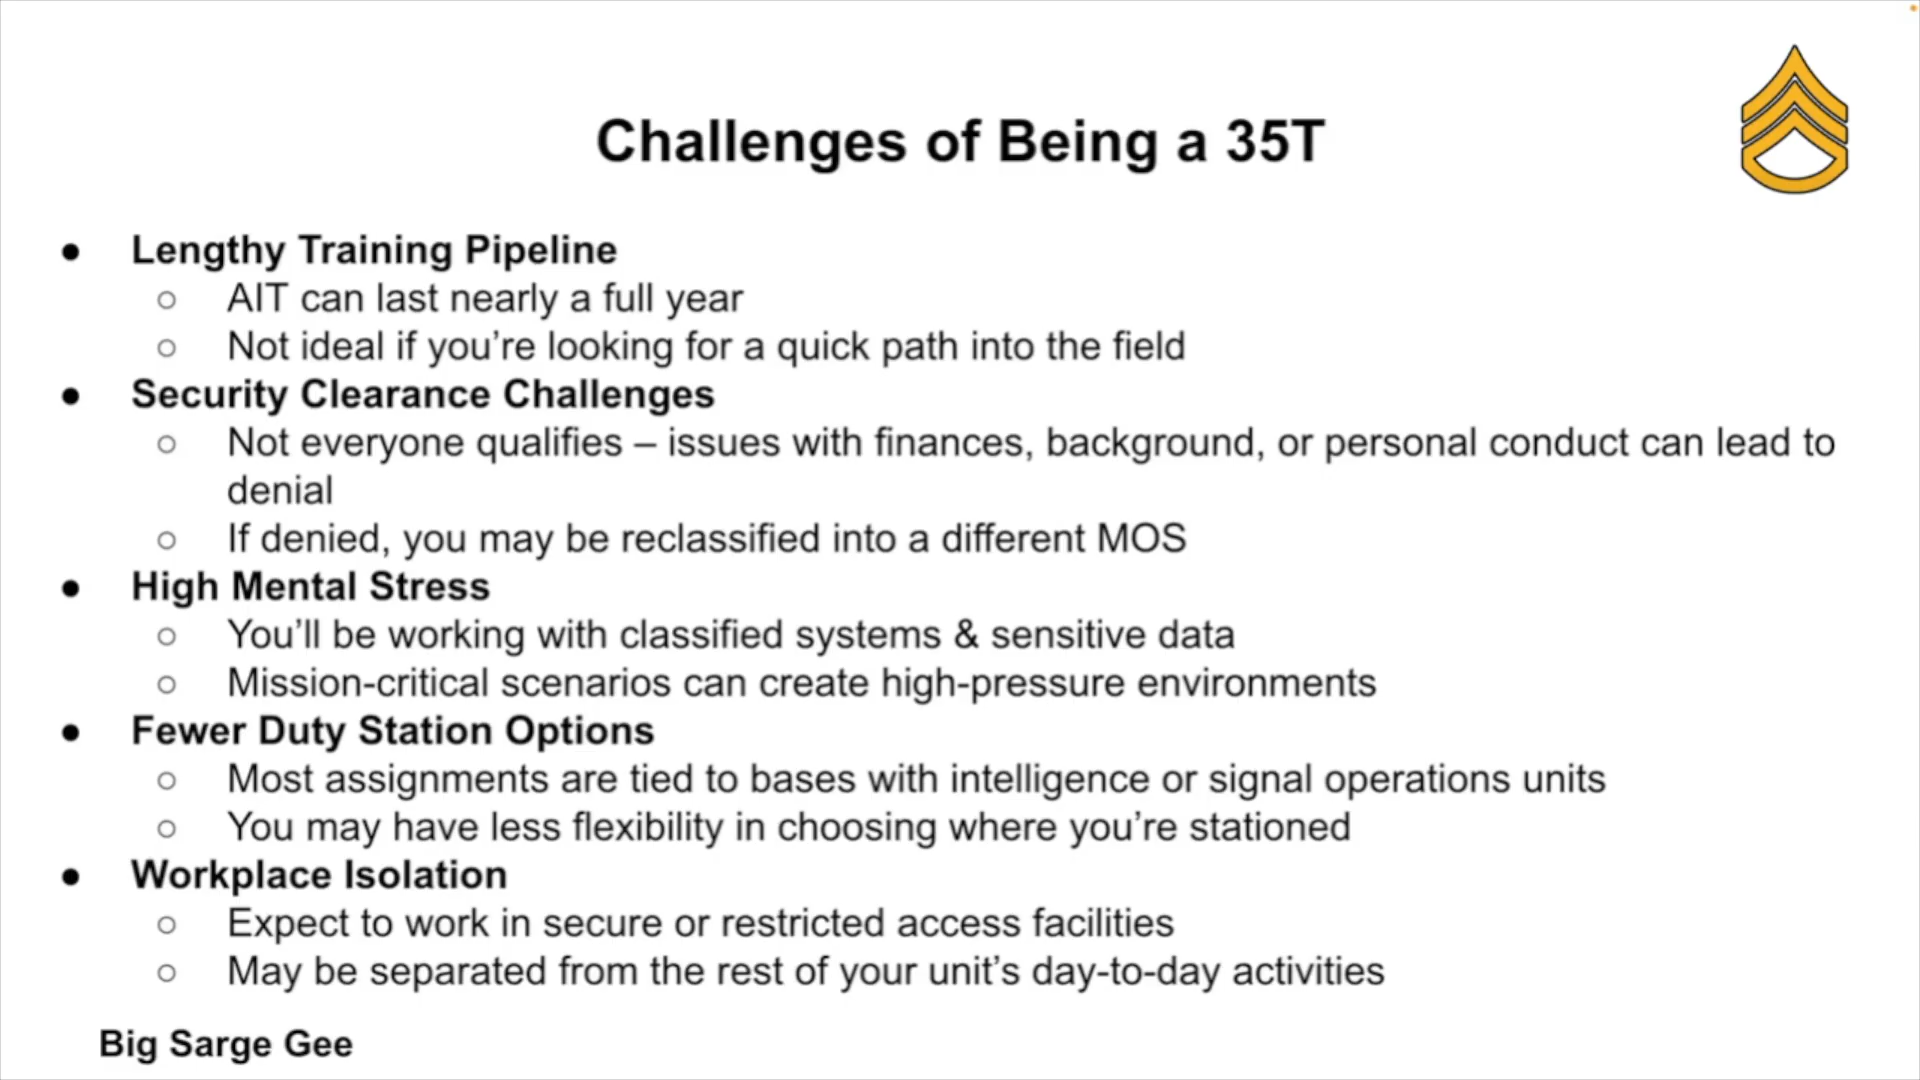 Challenges of Being a 35T
● Lengthy Training Pipeline
○ AIT can last nearly a full year
○ Not ideal if you’re looking for a quick path into the field
● Security Clearance Challenges
○ Not everyone qualifies – issues with finances, background, or personal conduct can lead to
denial
○ If denied, you may be reclassified into a different MOS
● High Mental Stress
○ You’ll be working with classified systems & sensitive data
○ Mission-critical scenarios can create high-pressure environments
● Fewer Duty Station Options
○ Most assignments are tied to bases with intelligence or signal operations units
○ You may have less flexibility in choosing where you’re stationed
● Workplace Isolation
○ Expect to work in secure or restricted access facilities
○ May be separated from the rest of your unit’s day-to-day activities
Big Sarge Gee